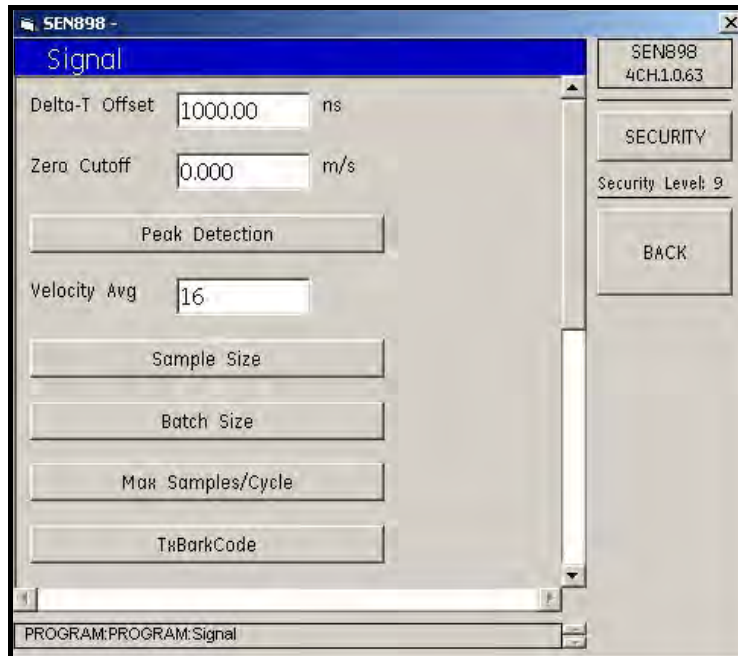 SEN898 -
Signal
Delta-T Offset 1000.00 ns
Zero Cutoff 0.000 m/s
Peak Detection
Velocity Avg 16
Sample Size
Batch Size
Max Samples/Cycle
TxBarkCode
SEN898
4CH.1.0.63
SECURITY
Security Level: 9
BACK
PROGRAM:PROGRAM:Signal